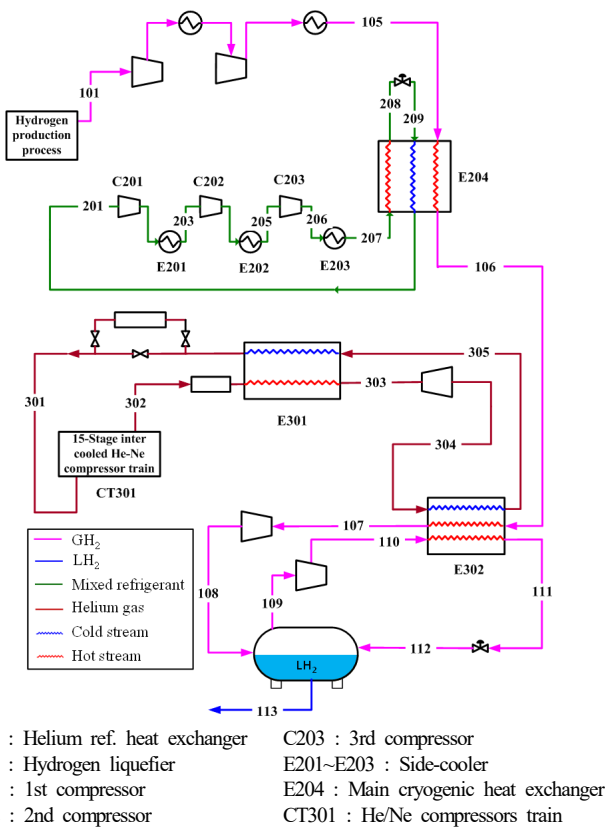 105
101
Hydrogen
production
process
208
209
E204
C201
C202
C203
201
203
205
206
207
E201
E202
E203
106
305
303
301
302
E301
304
15-Stage inter
cooled He-Ne
compressor train
CT301
107
110
E302
GH2
LH2
Mixed refrigerant
Helium gas
Cold stream
Hot stream
108
109
111
112
LH2
113
: Helium ref. heat exchanger C203 : 3rd compressor
: Hydrogen liquefier E201~E203 : Side-cooler
: 1st compressor E204 : Main cryogenic heat exchanger
: 2nd compressor CT301 : He/Ne compressors train